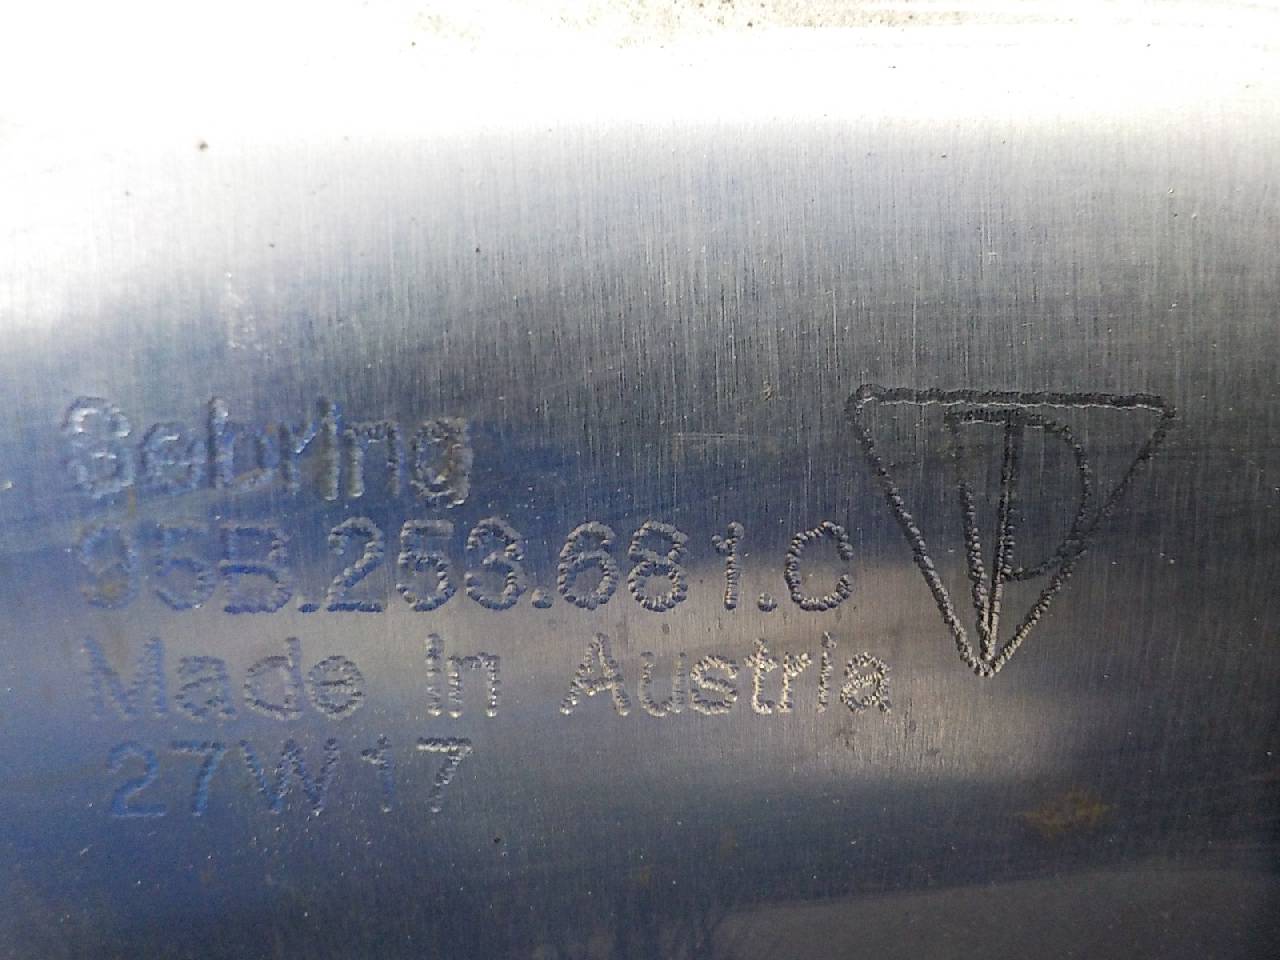 Sebring
95B.253.681.C
Made in Austria
27W17